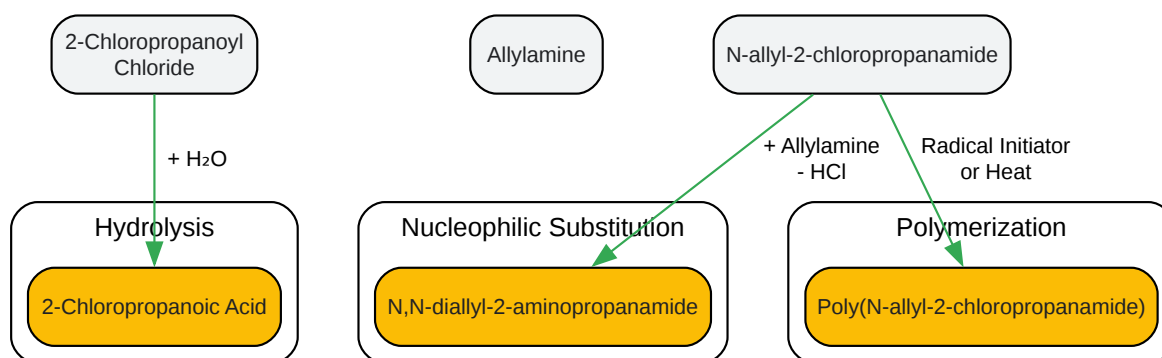 2-Chloropropanoyl
Chloride
Allylamine
N-allyl-2-chloropropanamide
+ H₂O
+ Allylamine
- HCl
Radical Initiator
or Heat
Hydrolysis
Nucleophilic Substitution
Polymerization
2-Chloropropanoic Acid
N,N-diallyl-2-aminopropanamide
Poly(N-allyl-2-chloropropanamide)